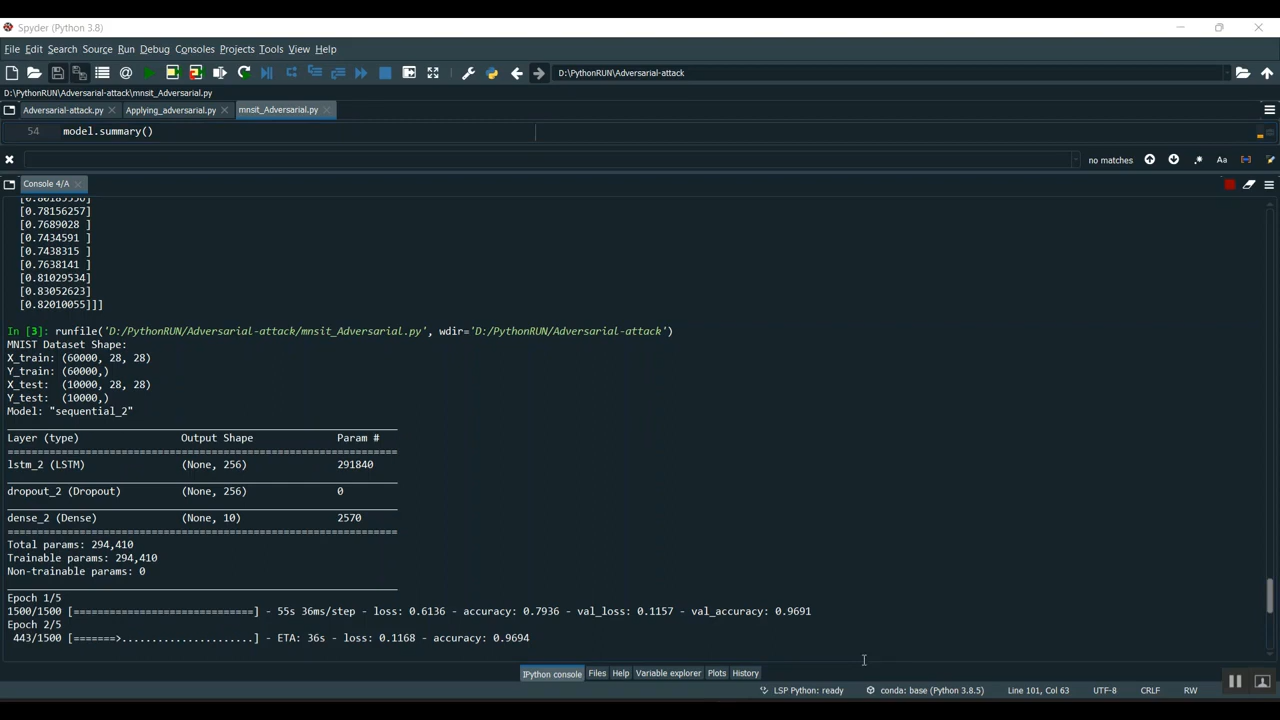 Spyder (Python 3.8)
File Edit Search Source Run Debug Consoles Projects Tools View Help
D:\PythonRUN\Adversarial-attack
D:\PythonRUN\Adversarial-attack\mnsit_Adversarial.py
Adversarial-attack.py Applying_adversarial.py mnsit_Adversarial.py
54 model.summary()
no matches
Console 4/A
[0.78156257]
[0.7689028 ]
[0.7434591 ]
[0.7438315 ]
[0.7638141 ]
[0.81029534]
[0.83052623]
[0.82010055]]]
In [3]: runfile('D:/PythonRUN/Adversarial-attack/mnsit_Adversarial.py', wdir='D:/PythonRUN/Adversarial-attack')
MNIST Dataset Shape:
X_train: (60000, 28, 28)
Y_train: (60000,)
X_test:  (10000, 28, 28)
Y_test:  (10000,)
Model: "sequential_2"
Layer (type) Output Shape Param #
=================================================================
lstm_2 (LSTM) (None, 256) 291840
dropout_2 (Dropout) (None, 256) 0
dense_2 (Dense) (None, 10) 2570
=================================================================
Total params: 294,410
Trainable params: 294,410
Non-trainable params: 0
Epoch 1/5
1500/1500 [==============================] - 55s 36ms/step - loss: 0.6136 - accuracy: 0.7936 - val_loss: 0.1157 - val_accuracy: 0.9691
Epoch 2/5
443/1500 [=======>......................] - ETA: 36s - loss: 0.1168 - accuracy: 0.9694
IPython console Files Help Variable explorer Plots History
LSP Python: ready conda: base (Python 3.8.5) Line 101, Col 63 UTF-8 CRLF RW